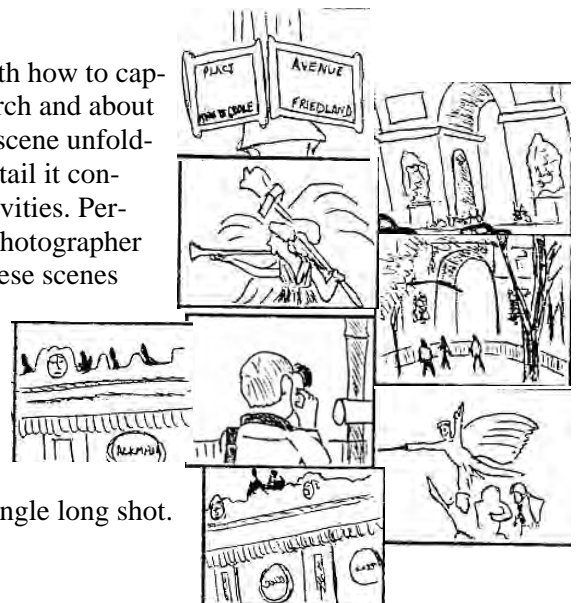 th how to cap-
rch and about
scene unfold-
tail it con-
vities. Per-
hotographer
ese scenes
ngle long shot.
PLACE
AVENUE
FRIEDLAND
ALKMAAR